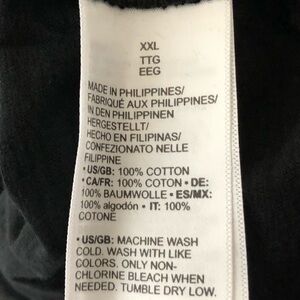 XXL
TTG
EEG
MADE IN PHILIPPINES/
FABRIQUÉ AUX PHILIPPINES/
IN DEN PHILIPPINEN
HERGESTELLT/
HECHO EN FILIPINAS/
CONFEZIONATO NELLE
FILIPPINE
• US/GB: 100% COTTON
• CA/FR: 100% COTON • DE:
100% BAUMWOLLE • ES/MX:
100% algodón • IT: 100%
COTONE
• US/GB: MACHINE WASH
COLD. WASH WITH LIKE
COLORS. ONLY NON-
CHLORINE BLEACH WHEN
NEEDED. TUMBLE DRY LOW.